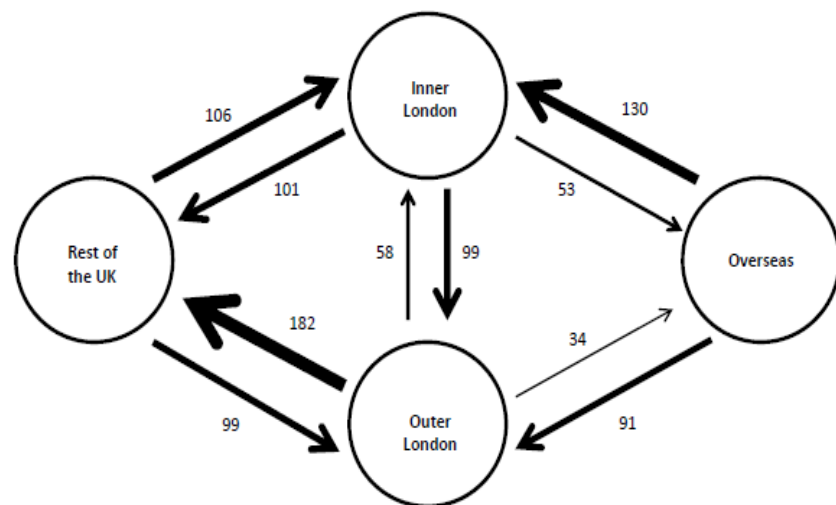 Inner
London
106
130
101
53
Rest of
the UK
58
99
Overseas
182
34
99
91
Outer
London